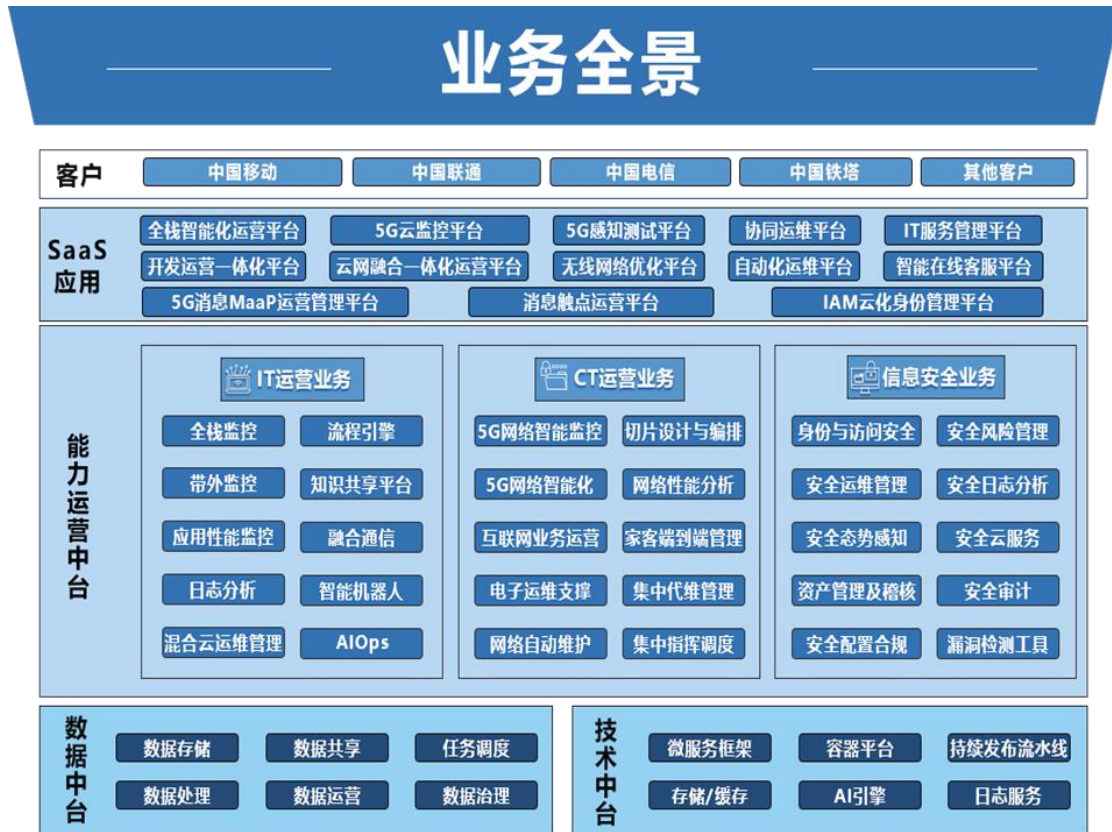 业务全景
客户
中国移动 中国联通 中国电信 中国铁塔 其他客户
SaaS
应用
全栈智能化运营平台 5G云监控平台 5G感知测试平台 协同运维平台 IT服务管理平台
开发运营一体化平台 云网融合一体化运营平台 无线网络优化平台 自动化运维平台 智能在线客服平台
5G消息MaaP运营管理平台 消息触点运营平台 IAM云化身份管理平台
能力运营中台
IT运营业务
全栈监控 流程引擎
带外监控 知识共享平台
应用性能监控 融合通信
日志分析 智能机器人
混合云运维管理 AIOps
CT运营业务
5G网络智能监控 切片设计与编排
5G网络智能化 网络性能分析
互联网业务运营 家客端到端管理
电子运维支撑 集中代维管理
网络自动维护 集中指挥调度
信息安全业务
身份与访问安全 安全风险管理
安全运维管理 安全日志分析
安全态势感知 安全云服务
资产管理及稽核 安全审计
安全配置合规 漏洞检测工具
数据中台
数据存储 数据共享 任务调度
数据处理 数据运营 数据治理
技术中台
微服务框架 容器平台 持续发布流水线
存储/缓存 AI引擎 日志服务